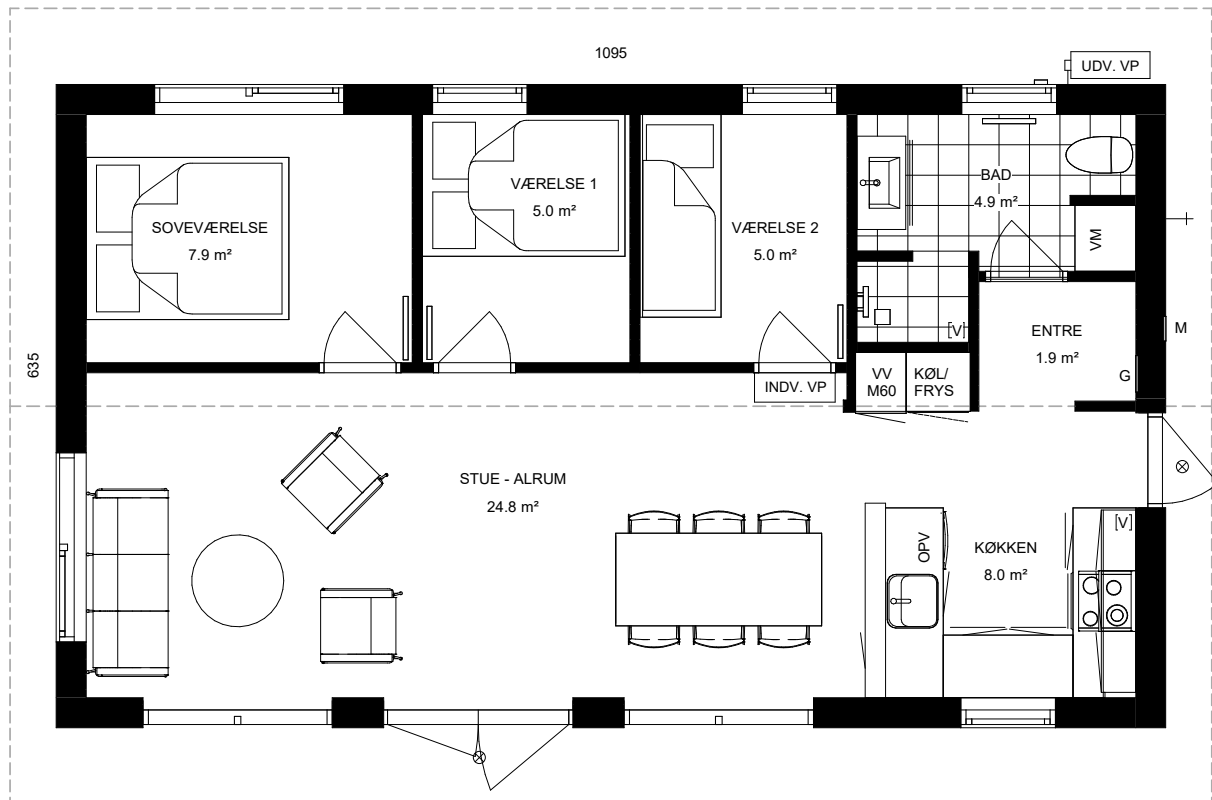 1095
UDV. VP
SOVEVÆRELSE
7.9 m²
VÆRELSE 1
5.0 m²
VÆRELSE 2
5.0 m²
BAD
4.9 m²
VM
[V]
ENTRE
1.9 m²
M
G
635
INDV. VP
VV
M60
KØL/
FRYS
STUE - ALRUM
24.8 m²
OPV
KØKKEN
8.0 m²
[V]